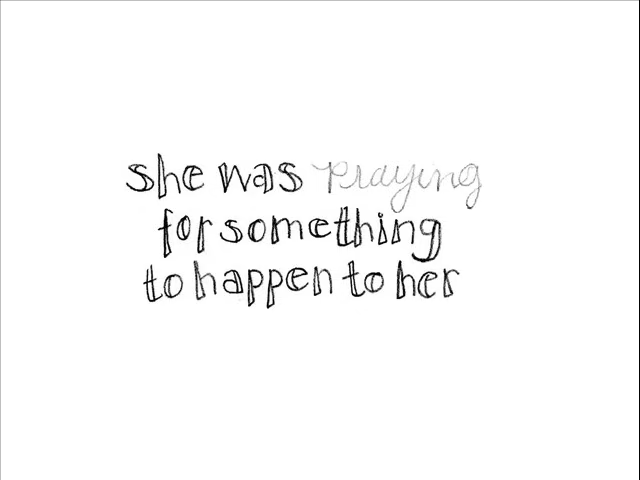 she was praying
for something
to happen to her